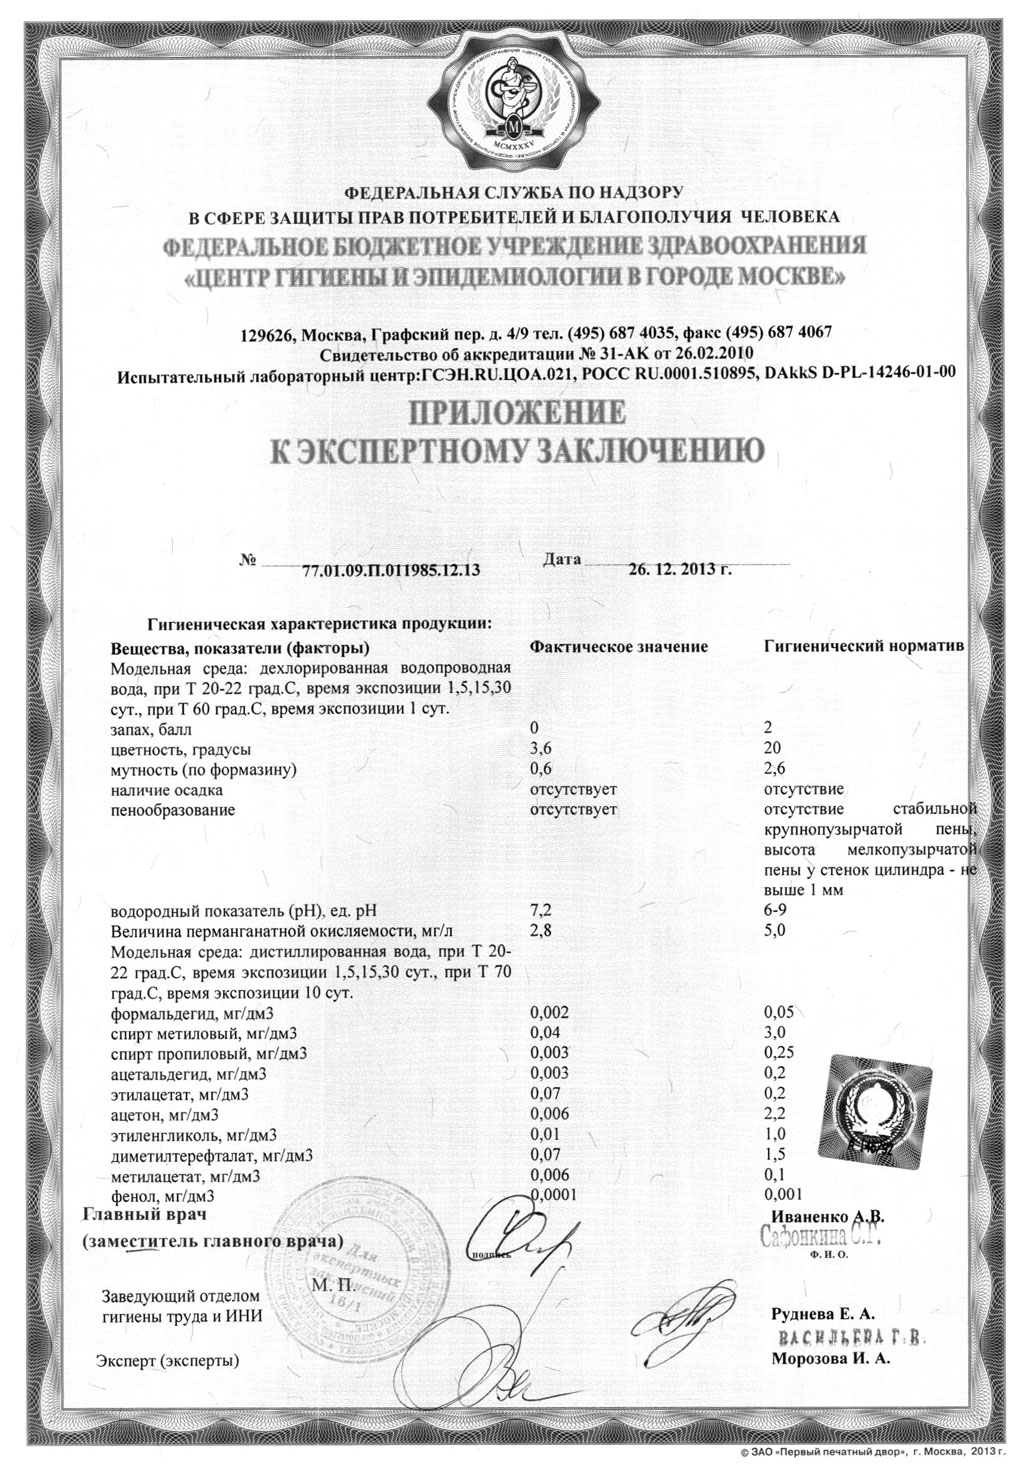 MCMXXXV
ФЕДЕРАЛЬНАЯ СЛУЖБА ПО НАДЗОРУ
В СФЕРЕ ЗАЩИТЫ ПРАВ ПОТРЕБИТЕЛЕЙ И БЛАГОПОЛУЧИЯ ЧЕЛОВЕКА
ФЕДЕРАЛЬНОЕ БЮДЖЕТНОЕ УЧРЕЖДЕНИЕ ЗДРАВООХРАНЕНИЯ
«ЦЕНТР ГИГИЕНЫ И ЭПИДЕМИОЛОГИИ В ГОРОДЕ МОСКВЕ»
129626, Москва, Графский пер. д. 4/9 тел. (495) 687 4035, факс (495) 687 4067
Свидетельство об аккредитации № 31-АК от 26.02.2010
Испытательный лабораторный центр:ГСЭН.RU.ЦОА.021, РОСС RU.0001.510895, DAkkS D-PL-14246-01-00
ПРИЛОЖЕНИЕ
К ЭКСПЕРТНОМУ ЗАКЛЮЧЕНИЮ
№ 77.01.09.П.011985.12.13 Дата 26. 12. 2013 г.
Гигиеническая характеристика продукции:
Вещества, показатели (факторы) Фактическое значение Гигиенический норматив
Модельная среда: дехлорированная водопроводная
вода, при Т 20-22 град.С, время экспозиции 1,5,15,30
сут., при Т 60 град.С, время экспозиции 1 сут.
запах, балл 0 2
цветность, градусы 3,6 20
мутность (по формазину) 0,6 2,6
наличие осадка отсутствует отсутствие
пенообразование отсутствует отсутствие стабильной
крупнопузырчатой пены,
высота мелкопузырчатой
пены у стенок цилиндра - не
выше 1 мм
водородный показатель (pH), ед. pH 7,2 6-9
Величина перманганатной окисляемости, мг/л 2,8 5,0
Модельная среда: дистиллированная вода, при Т 20-
22 град.С, время экспозиции 1,5,15,30 сут., при Т 70
град.С, время экспозиции 10 сут.
формальдегид, мг/дм3 0,002 0,05
спирт метиловый, мг/дм3 0,04 3,0
спирт пропиловый, мг/дм3 0,003 0,25
ацетальдегид, мг/дм3 0,003 0,2
этилацетат, мг/дм3 0,07 0,2
ацетон, мг/дм3 0,006 2,2
этиленгликоль, мг/дм3 0,01 1,0
диметилтерефталат, мг/дм3 0,07 1,5
метилацетат, мг/дм3 0,006 0,1
фенол, мг/дм3 0,0001 0,001
Главный врач Иваненко А.В.
(заместитель главного врача) подпись Сафонкина С.Г.
Ф. И. О.
Для
экспертных
заключений
16/1
М. П.
Заведующий отделом
гигиены труда и ИНИ Руднева Е. А.
ВАСИЛЬЕВА Г. В.
Эксперт (эксперты) Морозова И. А.
© ЗАО «Первый печатный двор», г. Москва, 2013 г.